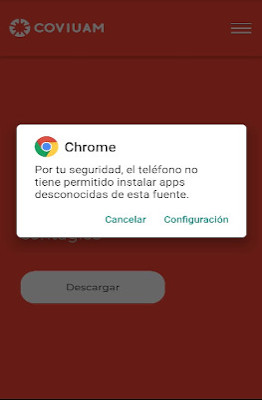 COVIUAM
Chrome
Por tu seguridad, el teléfono no
tiene permitido instalar apps
desconocidas de esta fuente.
Cancelar Configuración
contagios
Descargar